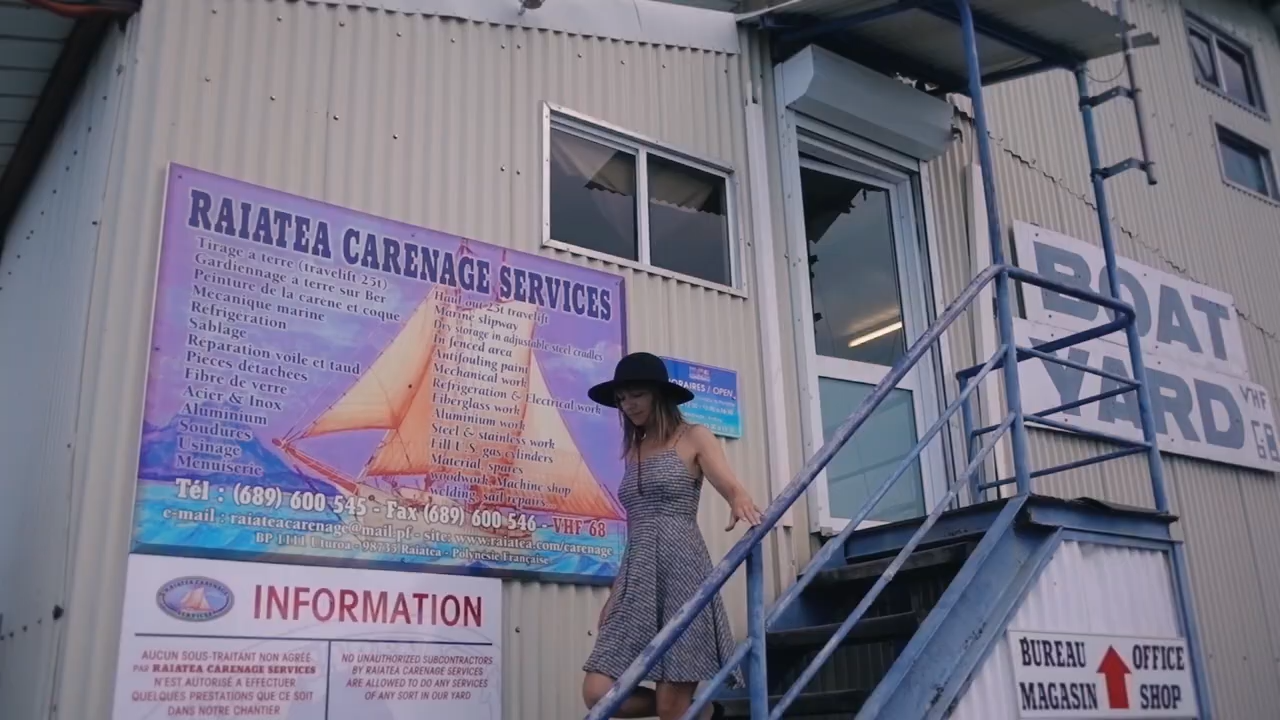 RAIATEA CARENAGE SERVICES
Tirage a terre (travelift 25t)
Gardiennage a terre sur Ber
Peinture de la carène et coque
Mecanique marine
Réfrigération
Sablage
Reparation voile et taud
Pieces détachées
Fibre de verre
Acier & Inox
Aluminium
Soudures
Usinage
Menuiserie
Haul out 25t travelift
Marine slipway
Dry storage in adjustable steel cradles
in fenced area
Antifouling paint
Mechanical work
Refrigeration & Electrical work
Fiberglass work
Aluminium work
Steel & stainless work
Fill U.S. gas cylinders
Material, spares
woodwork, Machine shop
welding, sail repairs
Tél : (689) 600 545 - Fax (689) 600 546 - VHF 68
e-mail : raiateacarenage@mail.pf - site: www.raiatea.com/carenage
BP 1111 Uturoa - 98735 Raiatea - Polynésie Française
HORAIRES / OPEN
RAIATEA CARENAGE
SERVICES
INFORMATION
AUCUN SOUS-TRAITANT NON AGRÉÉ
PAR RAIATEA CARENAGE SERVICES
N'EST AUTORISÉ A EFFECTUER
QUELQUES PRESTATIONS QUE CE SOIT
DANS NOTRE CHANTIER
NO UNAUTHORIZED SUBCONTRACTORS
BY RAIATEA CARENAGE SERVICES
ARE ALLOWED TO DO ANY SERVICES
OF ANY SORT IN OUR YARD
BOAT
YARD
VHF
68
BUREAU OFFICE
MAGASIN SHOP